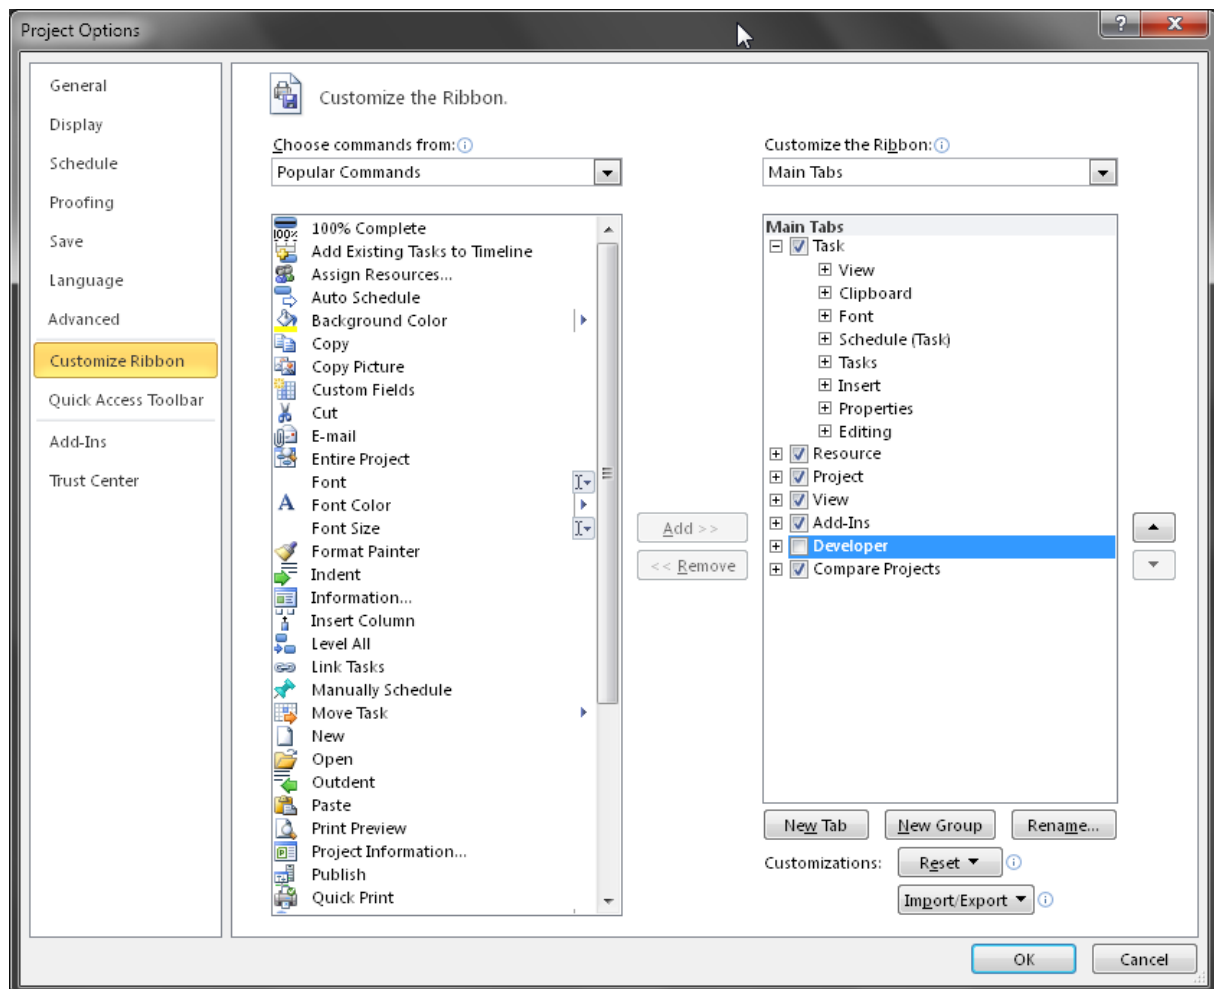 Project Options
?
X
General
Display
Schedule
Proofing
Save
Language
Advanced
Customize Ribbon
Quick Access Toolbar
Add-Ins
Trust Center
Customize the Ribbon.
Choose commands from:
Popular Commands
100% Complete
Add Existing Tasks to Timeline
Assign Resources...
Auto Schedule
Background Color
Copy
Copy Picture
Custom Fields
Cut
E-mail
Entire Project
Font
Font Color
Font Size
Format Painter
Indent
Information...
Insert Column
Level All
Link Tasks
Manually Schedule
Move Task
New
Open
Outdent
Paste
Print Preview
Project Information...
Publish
Quick Print
Add >>
<< Remove
Customize the Ribbon:
Main Tabs
Main Tabs
Task
View
Clipboard
Font
Schedule (Task)
Tasks
Insert
Properties
Editing
Resource
Project
View
Add-Ins
Developer
Compare Projects
New Tab
New Group
Rename...
Customizations:
Reset
Import/Export
OK
Cancel